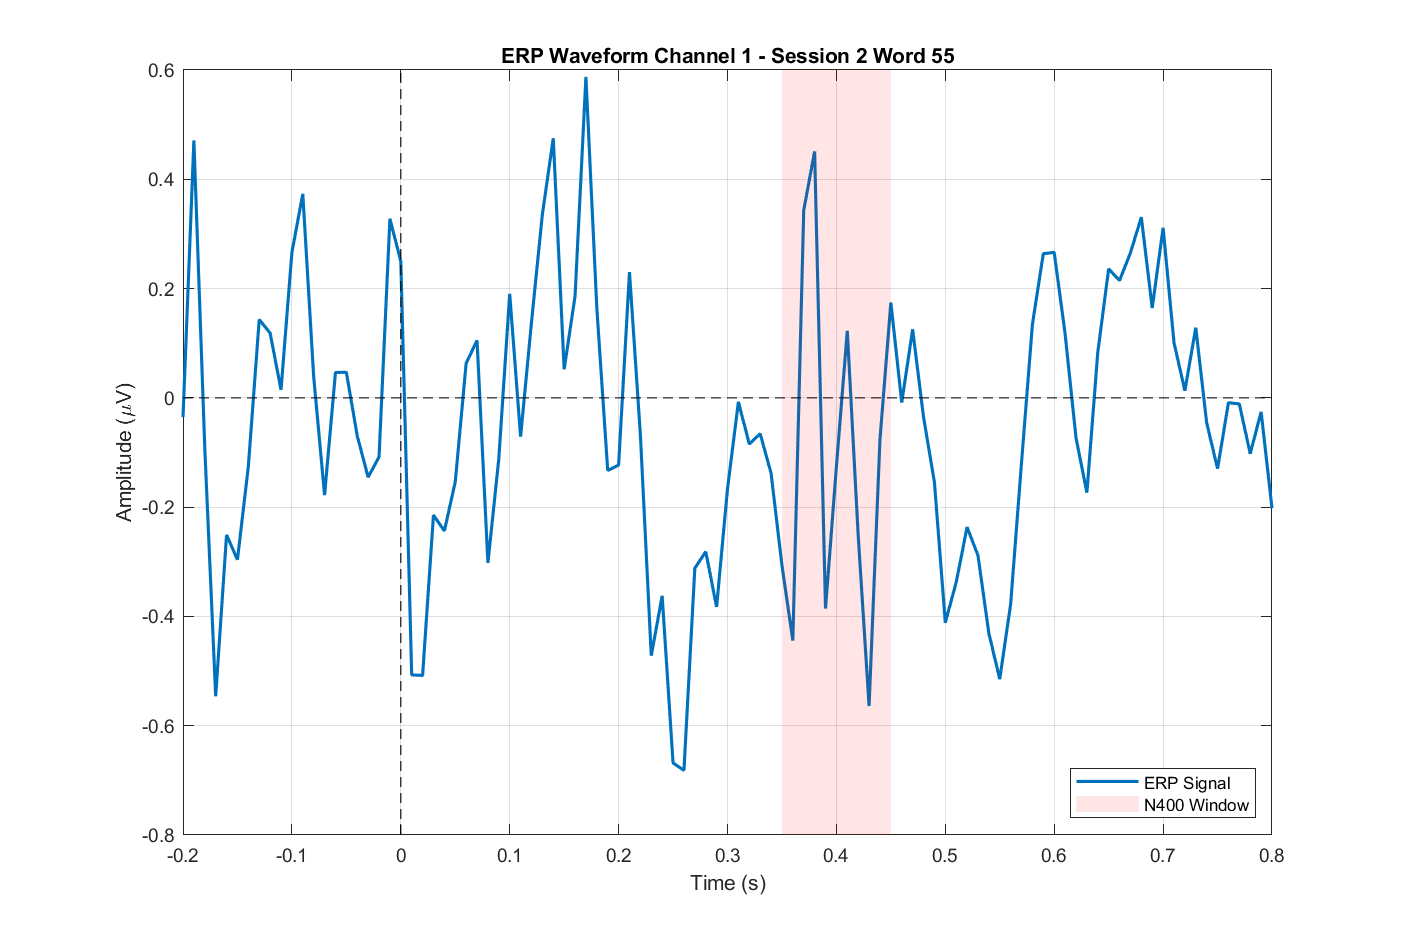 ERP Waveform Channel 1 - Session 2 Word 55
0.6
0.4
0.2
0
-0.2
-0.4
-0.6
-0.8
Amplitude (μV)
-0.2 -0.1 0 0.1 0.2 0.3 0.4 0.5 0.6 0.7 0.8
Time (s)
ERP Signal
N400 Window